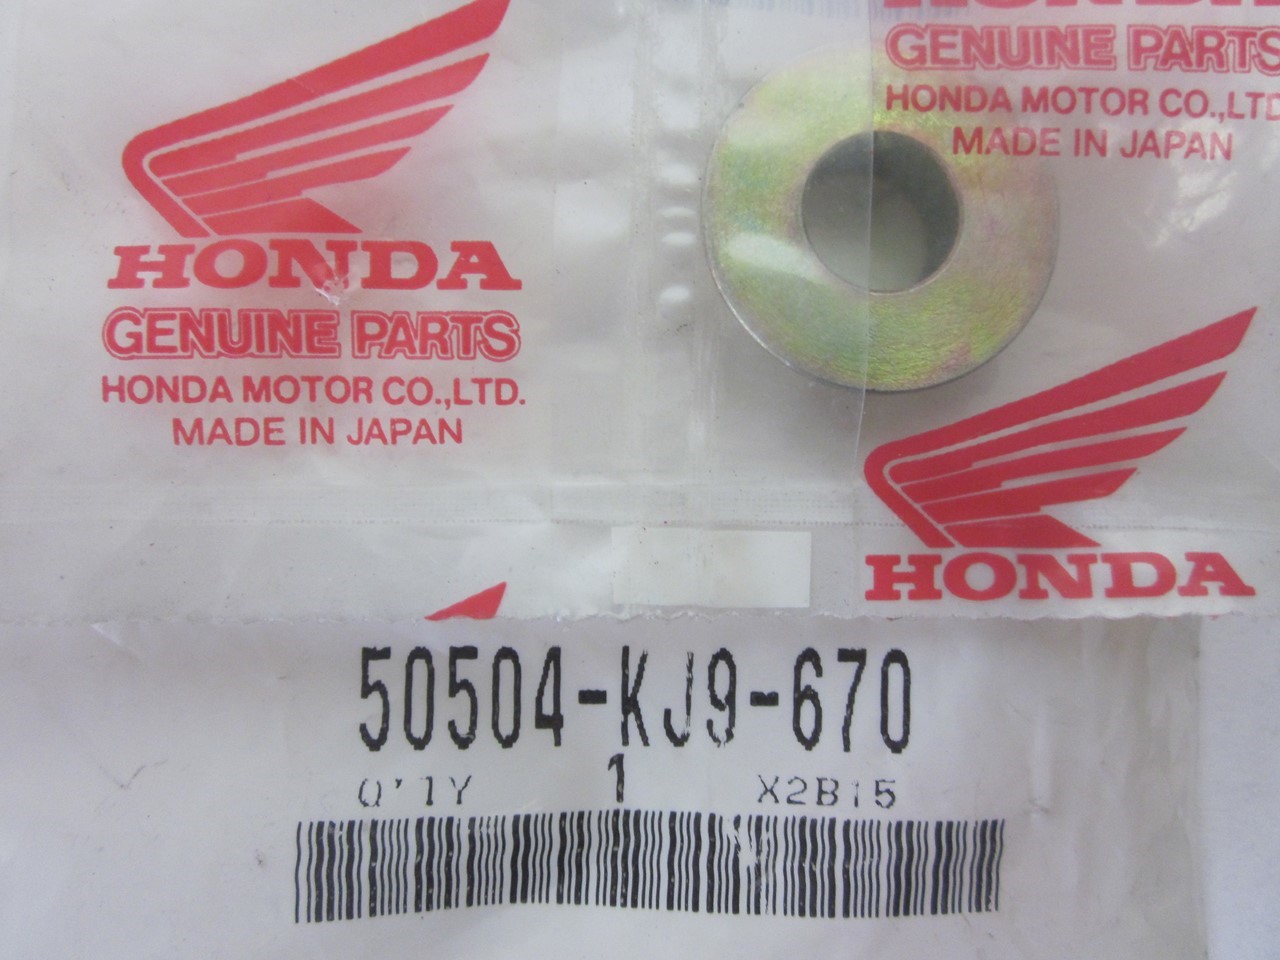 HONDA
GENUINE PARTS
HONDA MOTOR CO.,LTD.
MADE IN JAPAN
HONDA
GENUINE PARTS
HONDA MOTOR CO.,LTD
MADE IN JAPAN
HONDA
50504-KJ9-670
Q'TY 1 X2B15